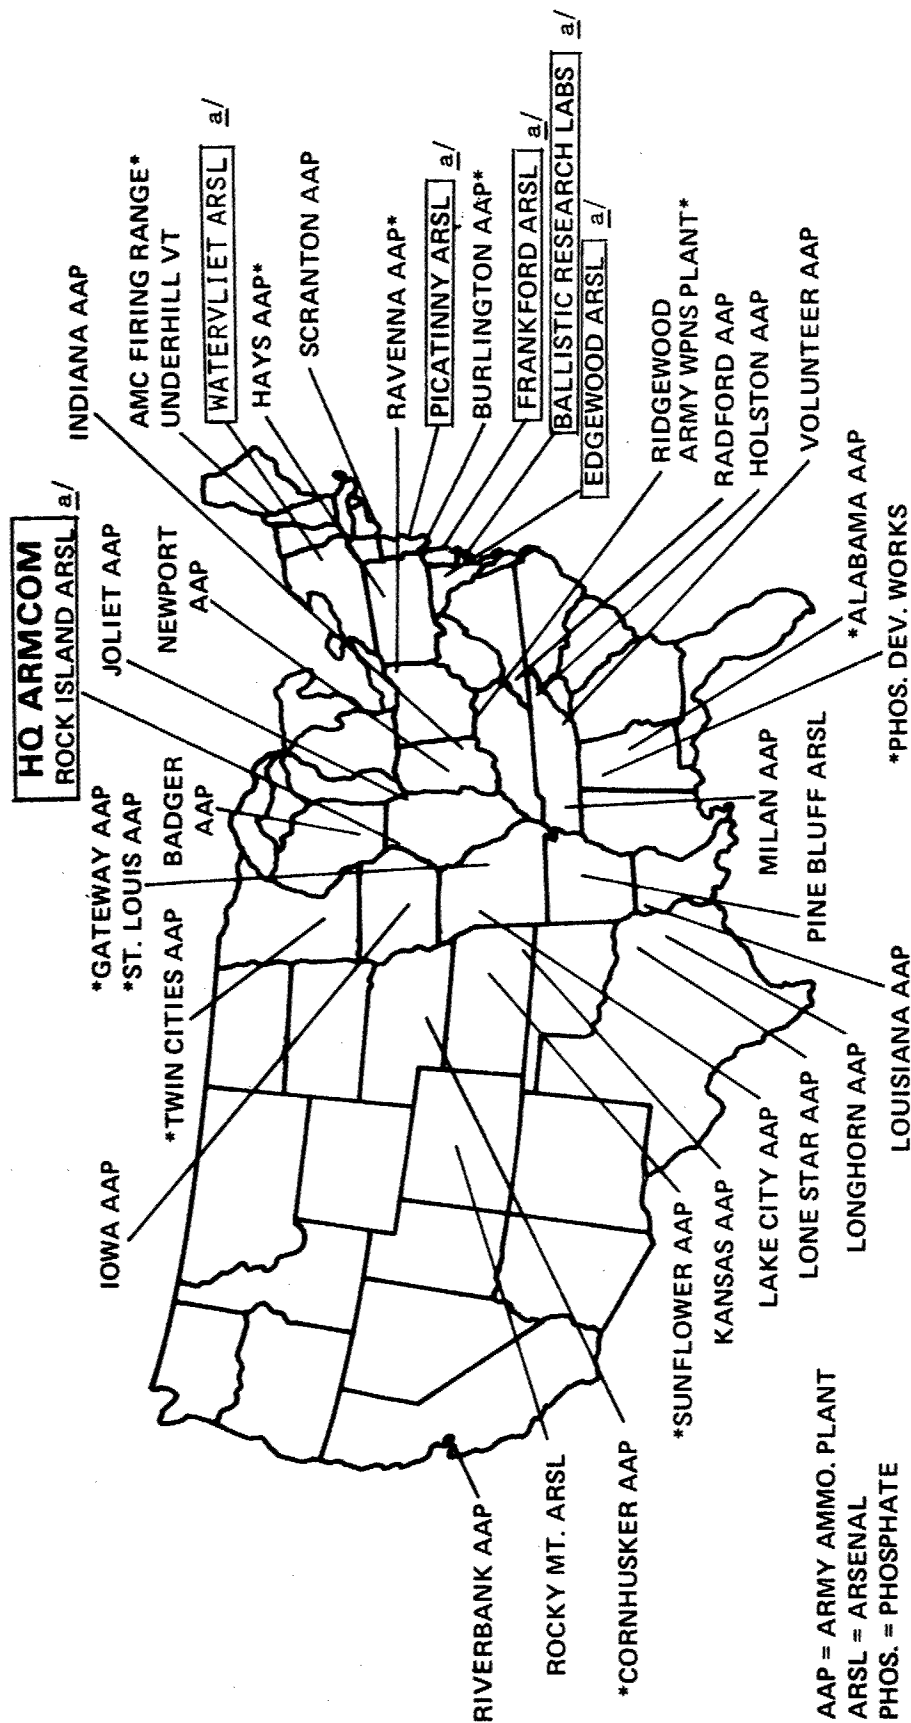 HQ ARMCOM
ROCK ISLAND ARSL a/
*GATEWAY AAP
*ST. LOUIS AAP
JOLIET AAP
INDIANA AAP
AMC FIRING RANGE*
UNDERHILL VT
WATERVLIET ARSL a/
HAYS AAP*
SCRANTON AAP
IOWA AAP
*TWIN CITIES AAP
BADGER
AAP
NEWPORT
AAP
RAVENNA AAP*
PICATINNY ARSL a/
BURLINGTON AAP*
FRANKFORD ARSL a/
BALLISTIC RESEARCH LABS a/
EDGEWOOD ARSL a/
RIDGEWOOD
ARMY WPNS PLANT*
RADFORD AAP
HOLSTON AAP
VOLUNTEER AAP
*ALABAMA AAP
*PHOS. DEV. WORKS
MILAN AAP
PINE BLUFF ARSL
LOUISIANA AAP
LONGHORN AAP
LONE STAR AAP
LAKE CITY AAP
KANSAS AAP
*SUNFLOWER AAP
*CORNHUSKER AAP
ROCKY MT. ARSL
RIVERBANK AAP
AAP = ARMY AMMO. PLANT
ARSL = ARSENAL
PHOS. = PHOSPHATE